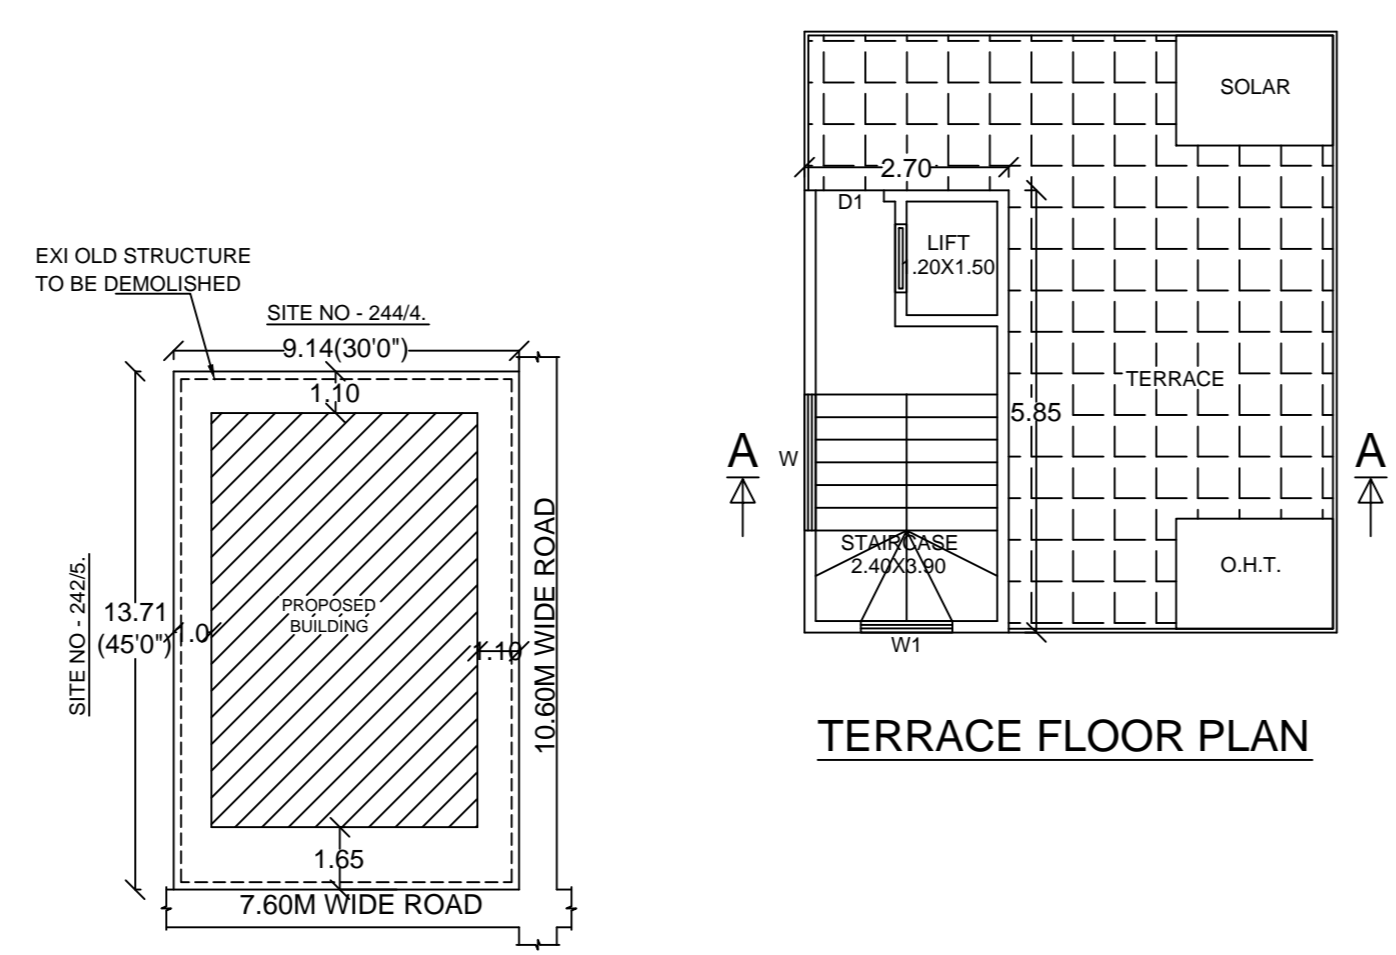 EXI OLD STRUCTURE
TO BE DEMOLISHED
SITE NO - 244/4.
9.14(30'0")
1.10
13.71
(45'0")
SITE NO - 242/5.
1.0
PROPOSED
BUILDING
1.10
10.60M WIDE ROAD
1.65
7.60M WIDE ROAD
SOLAR
2.70
D1
LIFT
1.20X1.50
TERRACE
5.85
A
W
A
STAIRCASE
2.40X3.90
O.H.T.
W1
TERRACE FLOOR PLAN